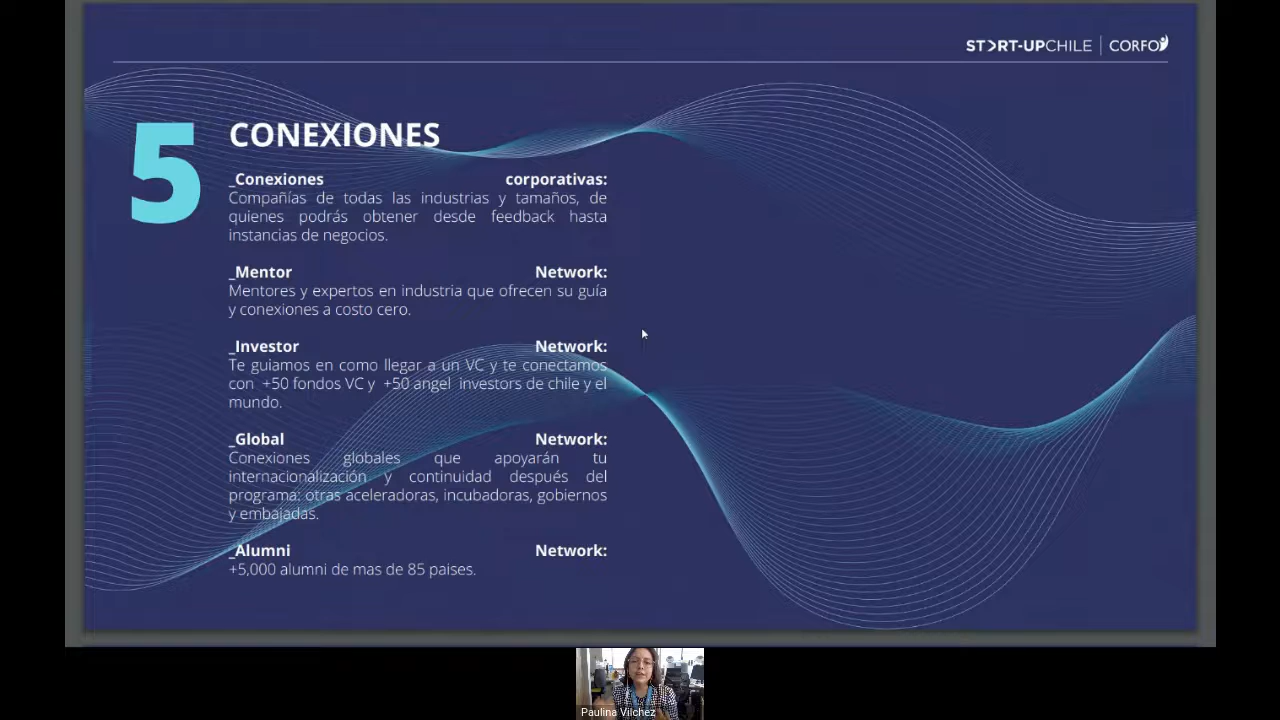 ST>RT-UPCHILE | CORFO
5
CONEXIONES
_Conexiones corporativas:
Compañías de todas las industrias y tamaños, de
quienes podrás obtener desde feedback hasta
instancias de negocios.
_Mentor Network:
Mentores y expertos en industria que ofrecen su guía
y conexiones a costo cero.
_Investor Network:
Te guiamos en como llegar a un VC y te conectamos
con +50 fondos VC y +50 angel investors de chile y el
mundo.
_Global Network:
Conexiones globales que apoyarán tu
internacionalización y continuidad después del
programa: otras aceleradoras, incubadoras, gobiernos
y embajadas.
_Alumni Network:
+5,000 alumni de mas de 85 paises.
Paulina Vilchez